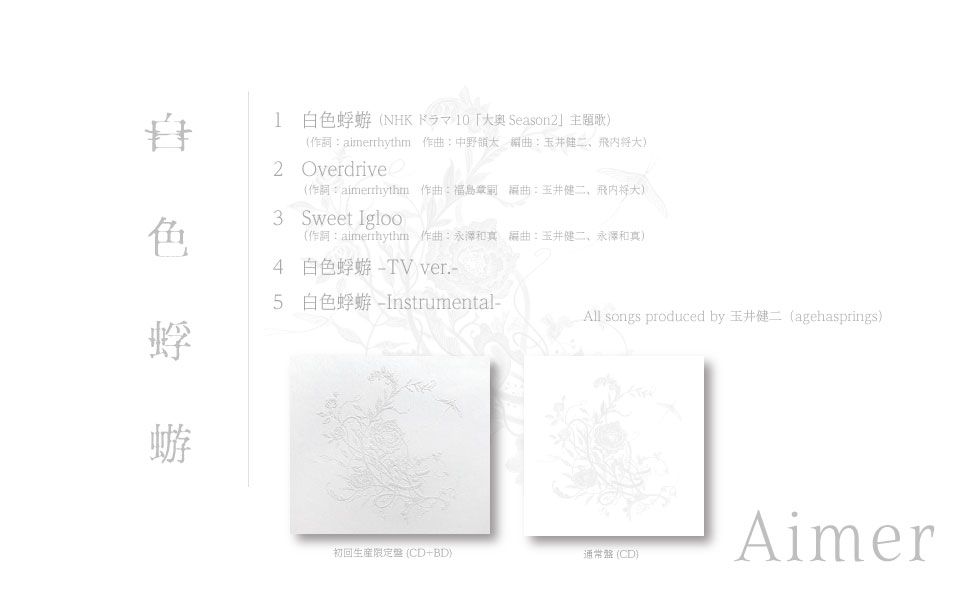 白色蜉蝣
1 白色蜉蝣（NHK ドラマ 10「大奥 Season2」主題歌）
（作詞：aimerrhythm　作曲：中野領太　編曲：玉井健二、飛内将大）
2 Overdrive
（作詞：aimerrhythm　作曲：福島章嗣　編曲：玉井健二、飛内将大）
3 Sweet Igloo
（作詞：aimerrhythm　作曲：永澤和真　編曲：玉井健二、永澤和真）
4 白色蜉蝣 –TV ver.-
5 白色蜉蝣 –Instrumental-
All songs produced by 玉井健二（agehasprings）
初回生産限定盤 (CD+BD)
通常盤 (CD)
Aimer